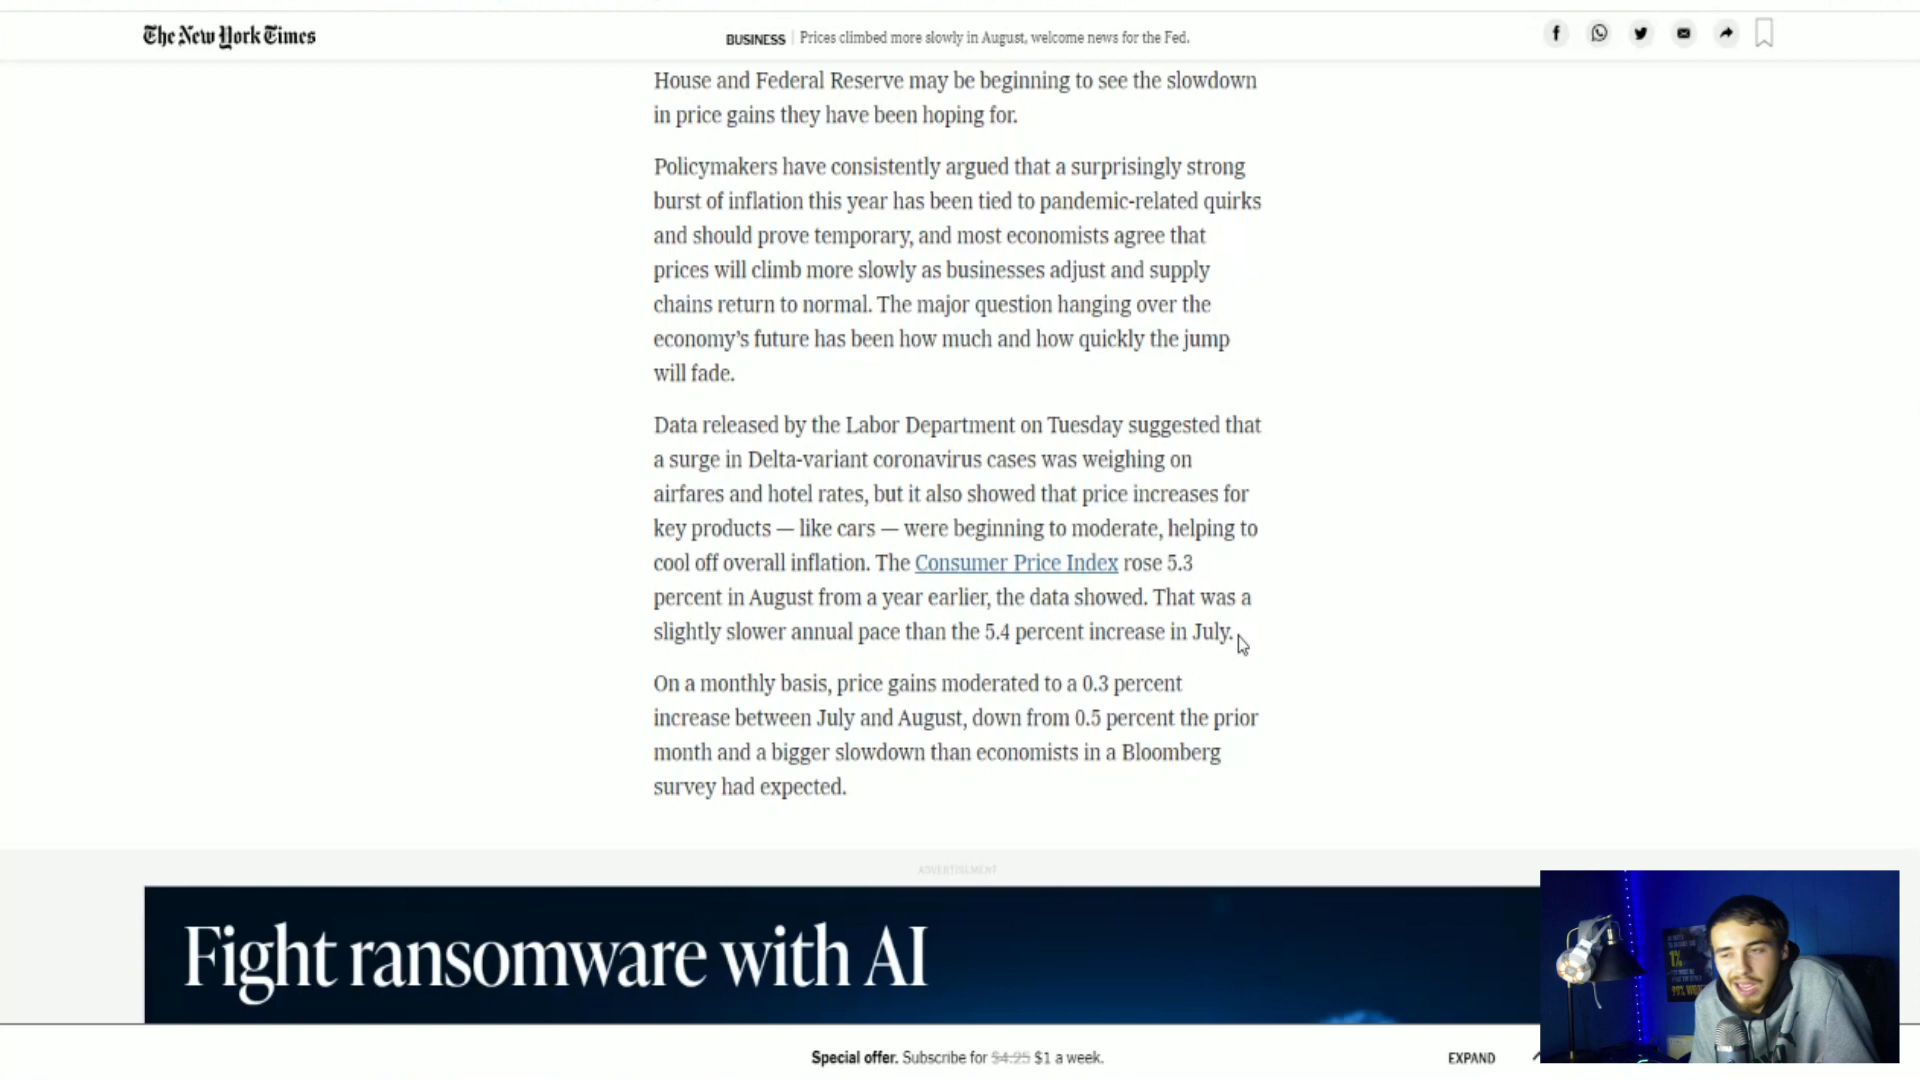 The New York Times
BUSINESS | Prices climbed more slowly in August, welcome news for the Fed.
House and Federal Reserve may be beginning to see the slowdown
in price gains they have been hoping for.
Policymakers have consistently argued that a surprisingly strong
burst of inflation this year has been tied to pandemic-related quirks
and should prove temporary, and most economists agree that
prices will climb more slowly as businesses adjust and supply
chains return to normal. The major question hanging over the
economy’s future has been how much and how quickly the jump
will fade.
Data released by the Labor Department on Tuesday suggested that
a surge in Delta-variant coronavirus cases was weighing on
airfares and hotel rates, but it also showed that price increases for
key products — like cars — were beginning to moderate, helping to
cool off overall inflation. The Consumer Price Index rose 5.3
percent in August from a year earlier, the data showed. That was a
slightly slower annual pace than the 5.4 percent increase in July.
On a monthly basis, price gains moderated to a 0.3 percent
increase between July and August, down from 0.5 percent the prior
month and a bigger slowdown than economists in a Bloomberg
survey had expected.
ADVERTISEMENT
Fight ransomware with AI
1%
Special offer. Subscribe for $4.25 $1 a week.
EXPAND